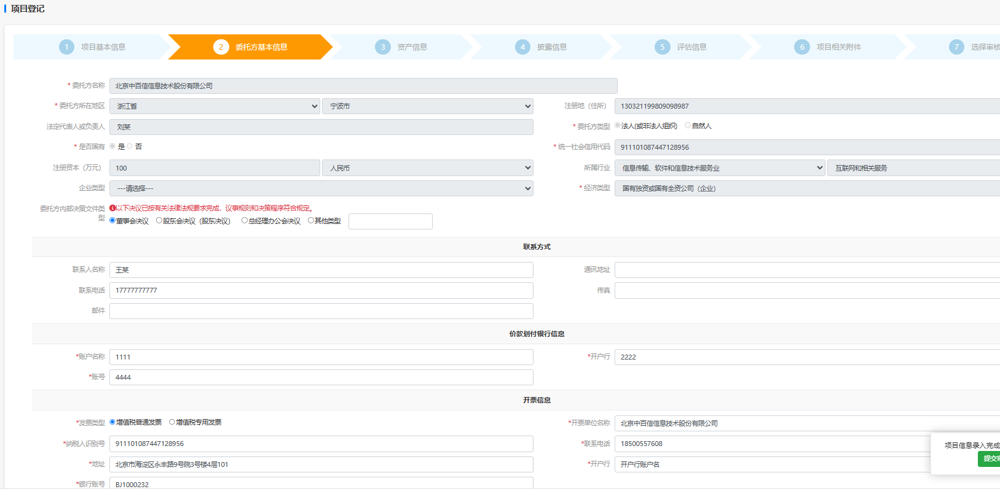 项目登记
1 项目基本信息 2 委托方基本信息 3 资产信息 4 披露信息 5 评估信息 6 项目相关附件 7 选择审核
* 委托方名称 北京中百信信息技术股份有限公司
* 委托方所在地区 浙江省 宁波市 注册地（住所） 130321199809098987
法定代表人或负责人 刘某 * 委托方类型 法人(或非法人组织) 自然人
* 是否国有 是 否 * 统一社会信用代码 911101087447128956
注册资本（万元） 100 人民币 所属行业 信息传输、软件和信息技术服务业 互联网和相关服务
企业类型 ---请选择--- * 经济类型 国有独资或国有全资公司（企业）
委托方内部决策文件类型 以下决议已按有关法律法规要求完成，议事规则和决策程序符合规定。
董事会决议 股东会决议（股东决议） 总经理办公会决议 其他类型
联系方式
联系人名称 王某 通讯地址
联系电话 17777777777 传真
邮件
价款划付银行信息
*账户名称 1111 *开户行 2222
*账号 4444
开票信息
*发票类型 增值税普通发票 增值税专用发票 *开票单位名称 北京中百信信息技术股份有限公司
*纳税人识别号 911101087447128956 *联系电话 18500557608
*地址 北京市海淀区永丰路9号院3号楼4层101 *开户行 开户行账户名
*银行账号 BJ1000232
项目信息录入完成
提交